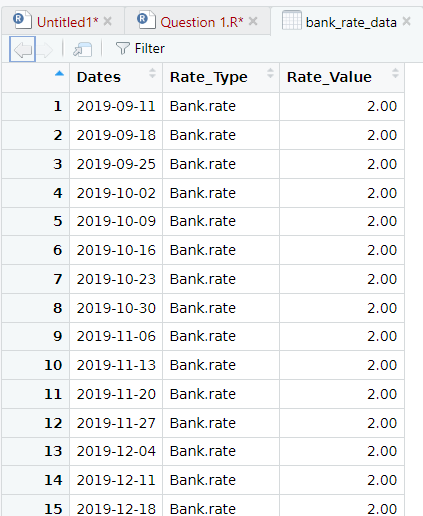 Untitled1* Question 1.R* bank_rate_data
Filter
Dates Rate_Type Rate_Value
1 2019-09-11 Bank.rate 2.00
2 2019-09-18 Bank.rate 2.00
3 2019-09-25 Bank.rate 2.00
4 2019-10-02 Bank.rate 2.00
5 2019-10-09 Bank.rate 2.00
6 2019-10-16 Bank.rate 2.00
7 2019-10-23 Bank.rate 2.00
8 2019-10-30 Bank.rate 2.00
9 2019-11-06 Bank.rate 2.00
10 2019-11-13 Bank.rate 2.00
11 2019-11-20 Bank.rate 2.00
12 2019-11-27 Bank.rate 2.00
13 2019-12-04 Bank.rate 2.00
14 2019-12-11 Bank.rate 2.00
15 2019-12-18 Bank.rate 2.00